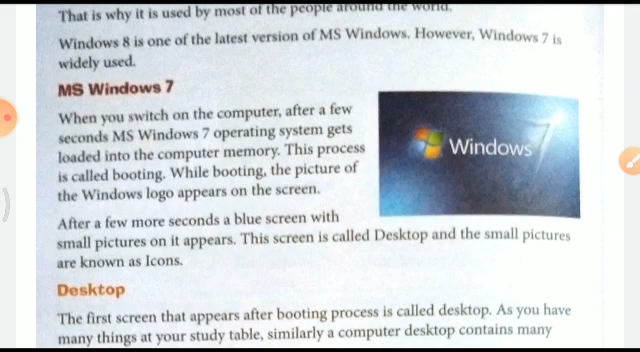 That is why it is used by most of the people around the world.
Windows 8 is one of the latest version of MS Windows. However, Windows 7 is
widely used.
MS Windows 7
When you switch on the computer, after a few
seconds MS Windows 7 operating system gets
loaded into the computer memory. This process
is called booting. While booting, the picture of
the Windows logo appears on the screen.
Windows 7
After a few more seconds a blue screen with
small pictures on it appears. This screen is called Desktop and the small pictures
are known as Icons.
Desktop
The first screen that appears after booting process is called desktop. As you have
many things at your study table, similarly a computer desktop contains many